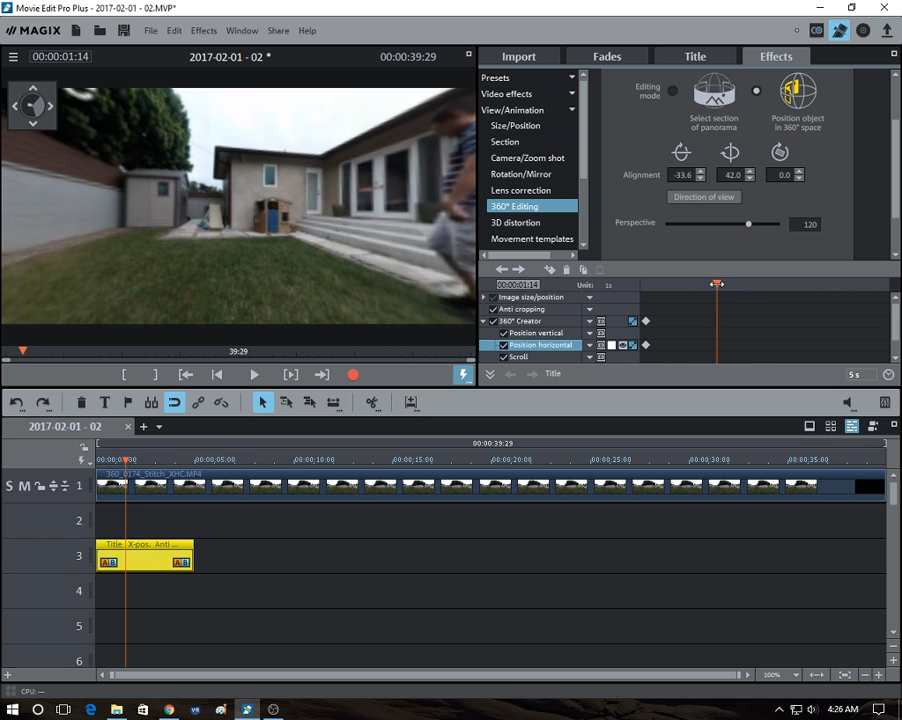 Movie Edit Pro Plus - 2017-02-01 - 02.MVP*
MAGIX
File Edit Effects Window Share Help
00:00:01:14 2017-02-01 - 02 * 00:00:39:29
Import Fades Title Effects
Presets
Video effects
View/Animation
Size/Position
Section
Camera/Zoom shot
Rotation/Mirror
Lens correction
360° Editing
3D distortion
Movement templates
Editing
mode
Select section
of panorama
Position object
in 360° space
Alignment -33.6 42.0 0.0
Direction of view
Perspective 120
00:00:01:14 Unit: 1s
Image size/position
Anti cropping
360° Creator
Position vertical
Position horizontal
Scroll
39:29
Title 5 s
2017-02-01 - 02
00:00:39:29
00:00:05:00 00:00:10:00 00:00:15:00 00:00:20:00 00:00:25:00 00:00:30:00 00:00:35:00
360_0174_Stitch_XHC.MP4
S M 1
2
Title X-pos. Anti ...
A B A B
3
4
5
6
100%
CPU: —
4:26 AM